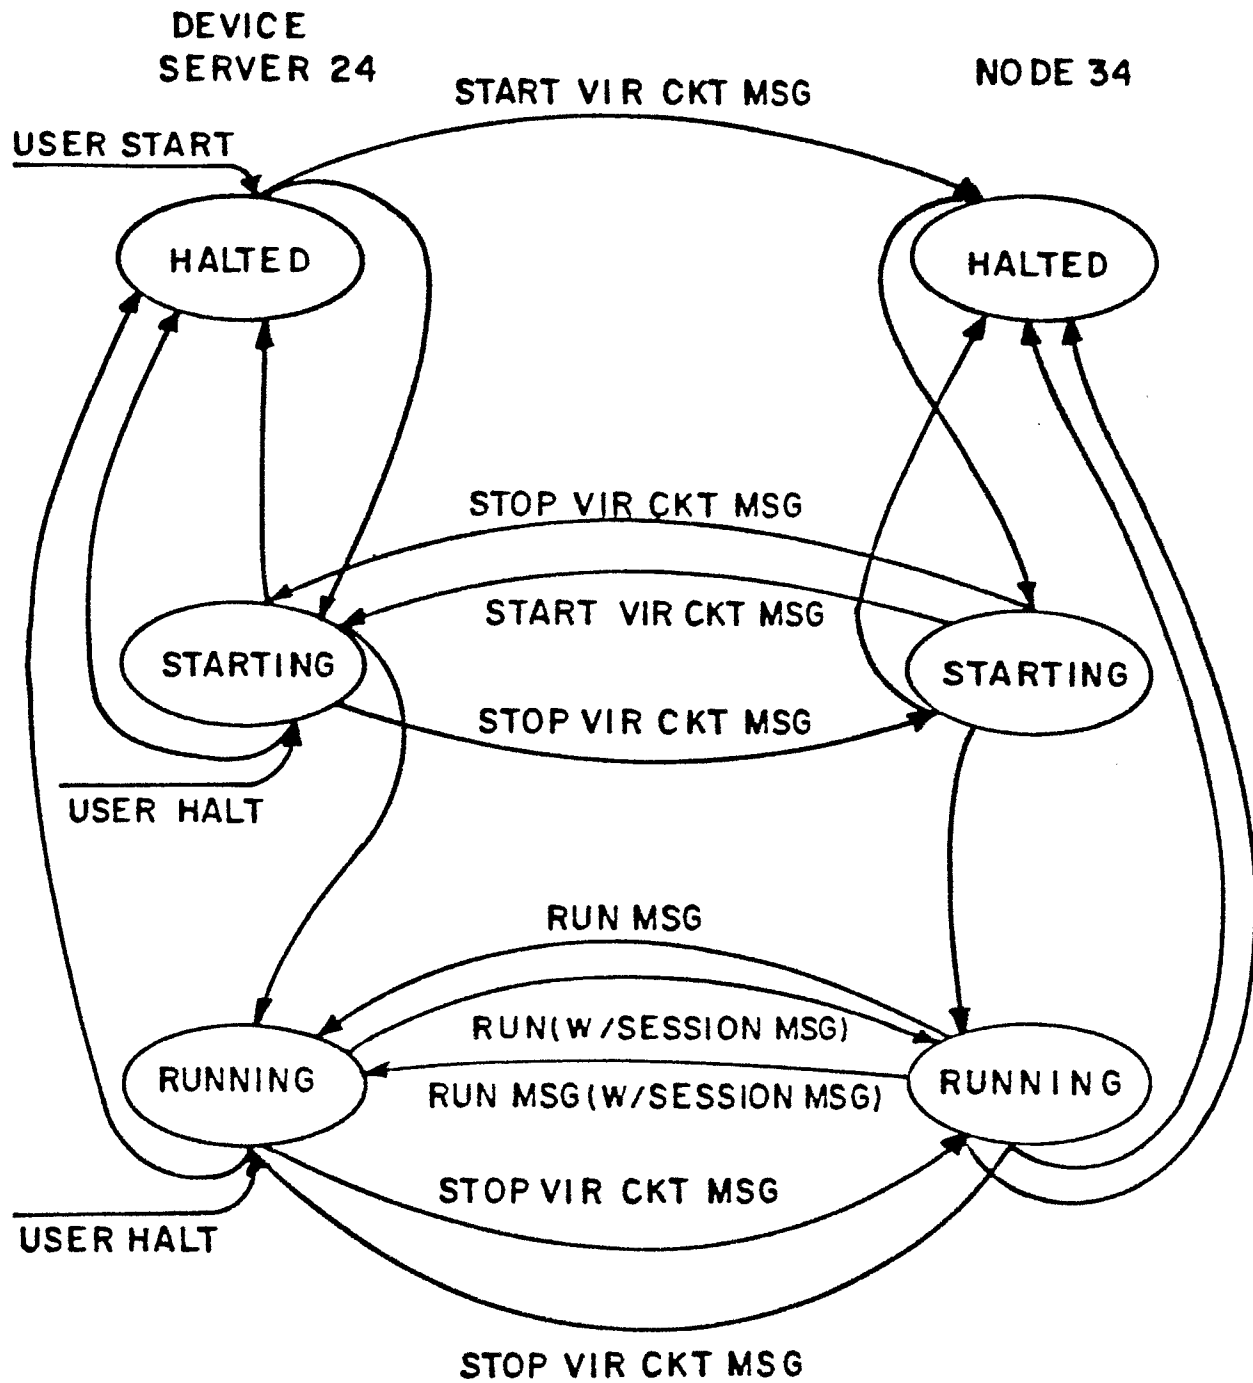 DEVICE
SERVER 24
NODE 34
START VIR CKT MSG
USER START
HALTED
HALTED
STOP VIR CKT MSG
START VIR CKT MSG
STARTING
STARTING
STOP VIR CKT MSG
USER HALT
RUN MSG
RUN(W/SESSION MSG)
RUNNING
RUNNING
RUN MSG(W/SESSION MSG)
STOP VIR CKT MSG
USER HALT
STOP VIR CKT MSG